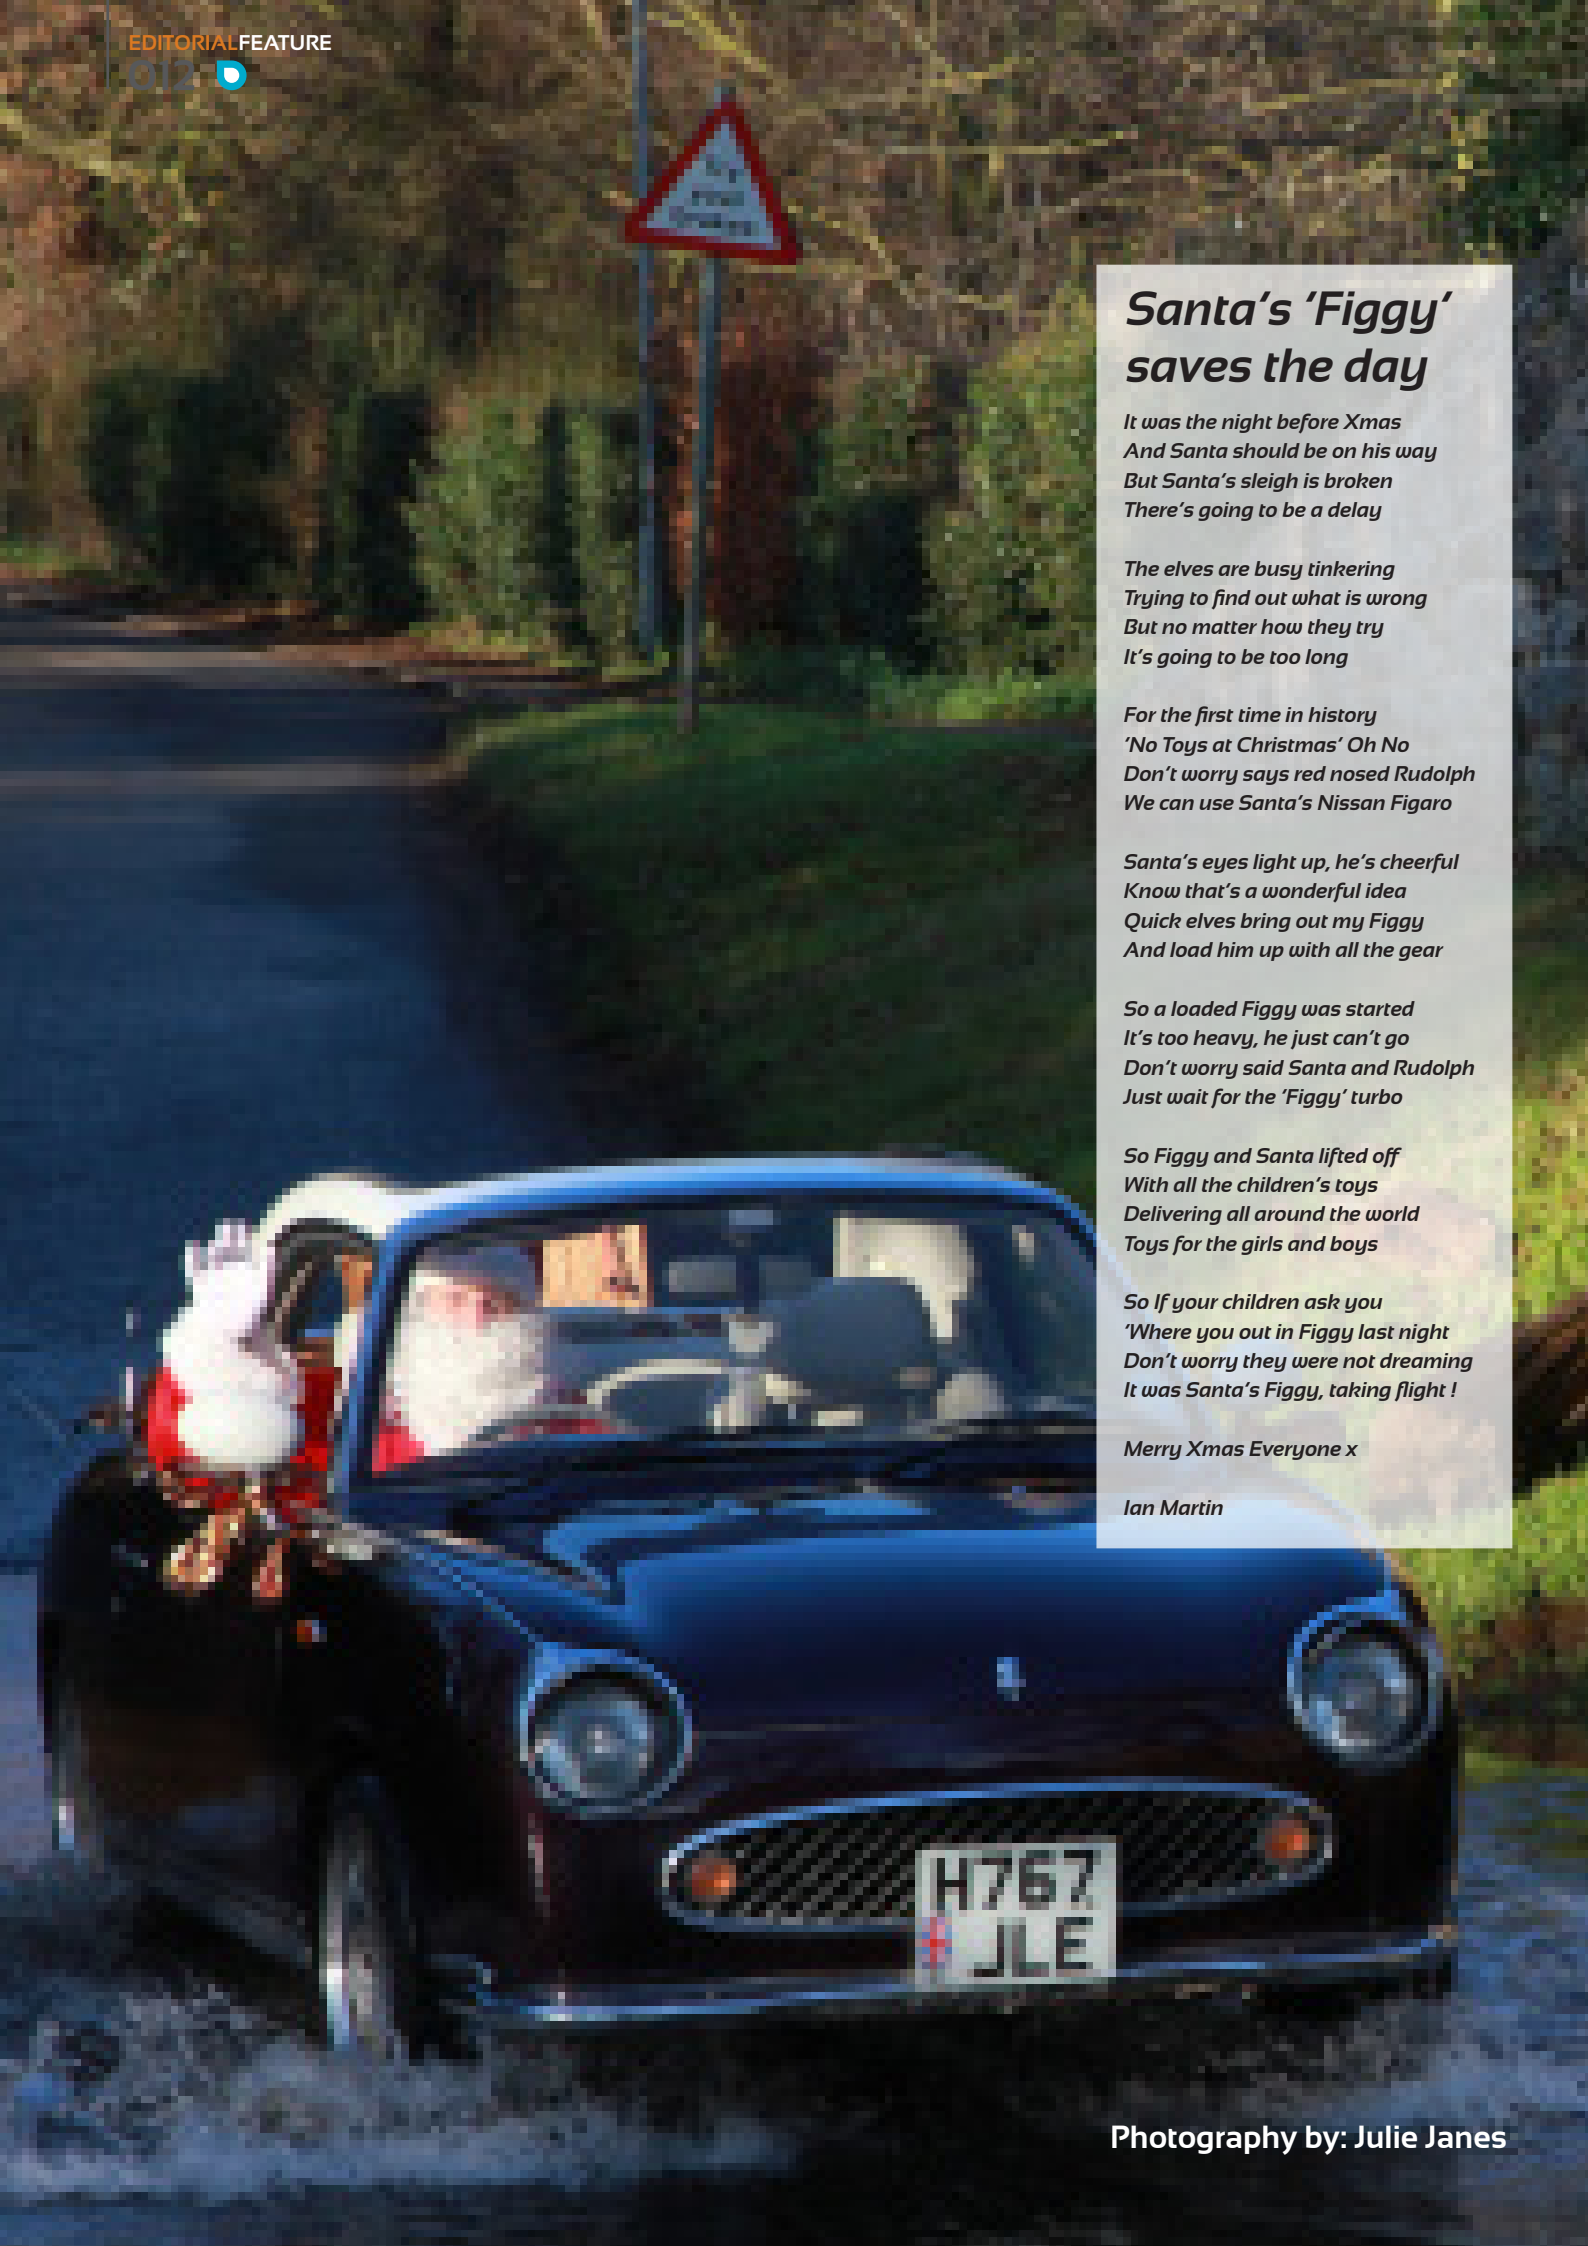 EDITORIALFEATURE
012
Santa's 'Figgy'
saves the day
It was the night before Xmas
And Santa should be on his way
But Santa's sleigh is broken
There's going to be a delay
The elves are busy tinkering
Trying to find out what is wrong
But no matter how they try
It's going to be too long
For the first time in history
'No Toys at Christmas' Oh No
Don't worry says red nosed Rudolph
We can use Santa's Nissan Figaro
Santa's eyes light up, he's cheerful
Know that's a wonderful idea
Quick elves bring out my Figgy
And load him up with all the gear
So a loaded Figgy was started
It's too heavy, he just can't go
Don't worry said Santa and Rudolph
Just wait for the 'Figgy' turbo
So Figgy and Santa lifted off
With all the children's toys
Delivering all around the world
Toys for the girls and boys
So If your children ask you
'Where you out in Figgy last night
Don't worry they were not dreaming
It was Santa's Figgy, taking flight !
Merry Xmas Everyone x
Ian Martin
H767
JLE
Photography by: Julie Janes